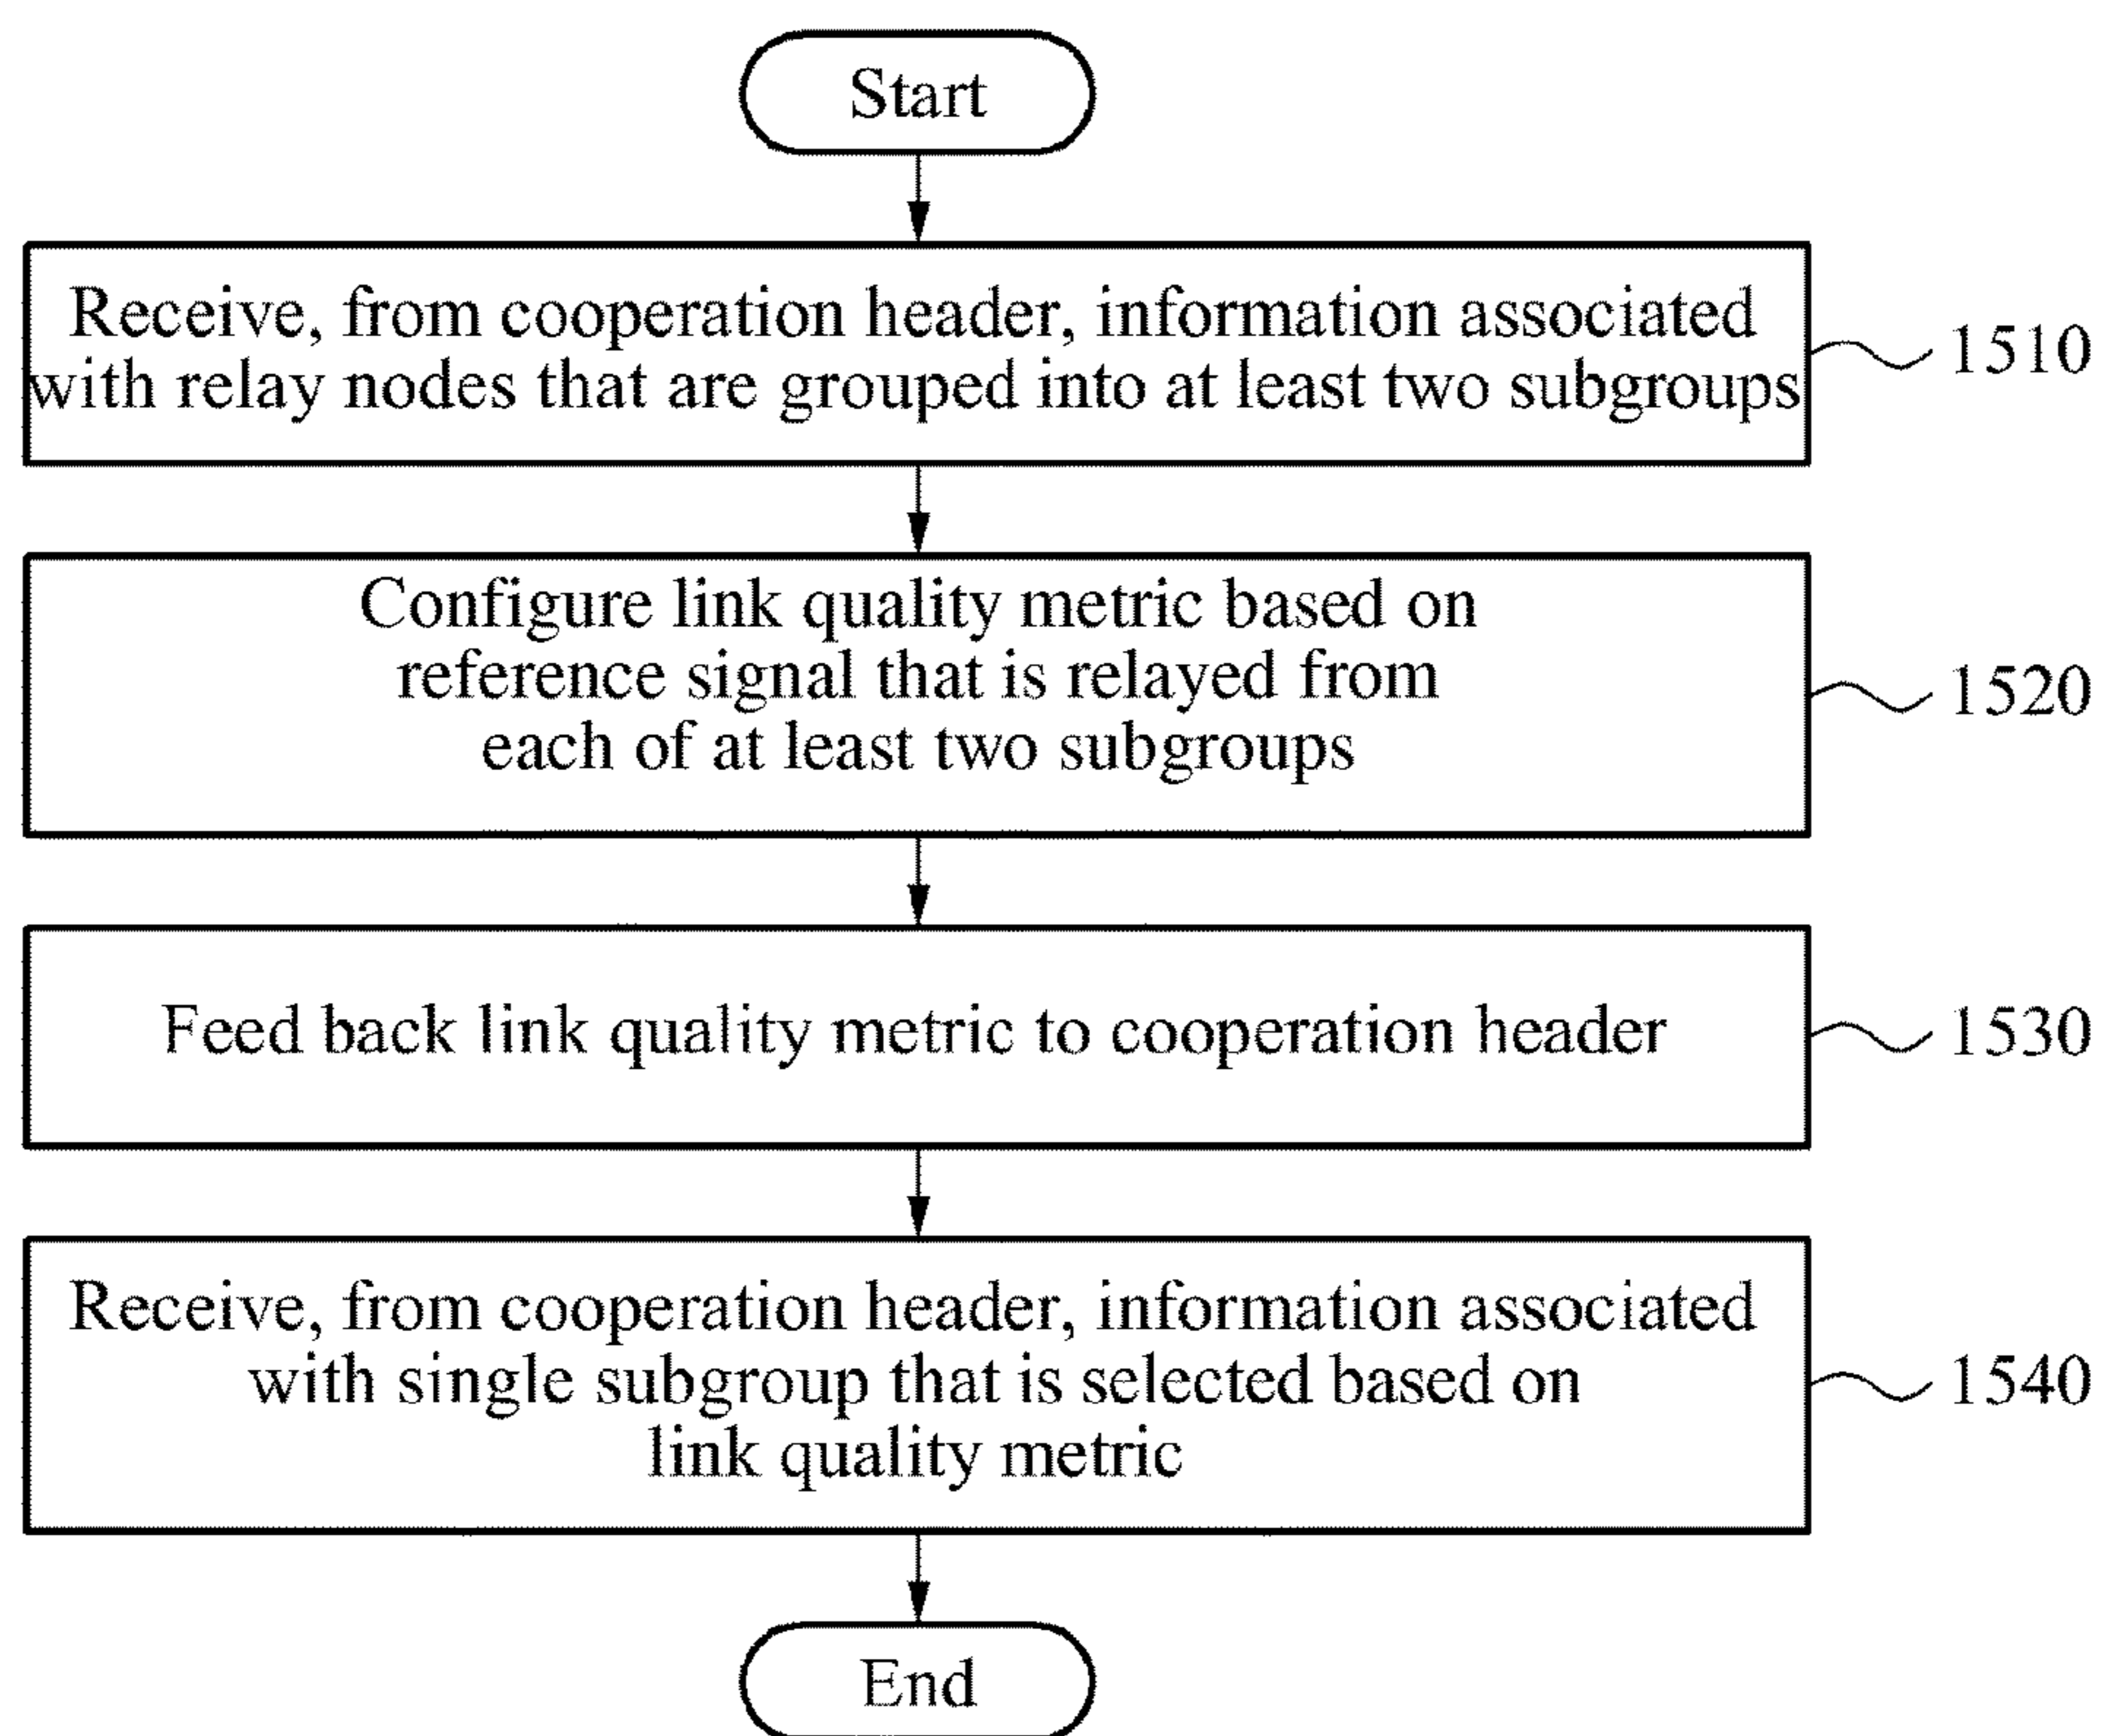 Start
Receive, from cooperation header, information associated
with relay nodes that are grouped into at least two subgroups
1510
Configure link quality metric based on
reference signal that is relayed from
each of at least two subgroups
1520
Feed back link quality metric to cooperation header
1530
Receive, from cooperation header, information associated
with single subgroup that is selected based on
link quality metric
1540
End